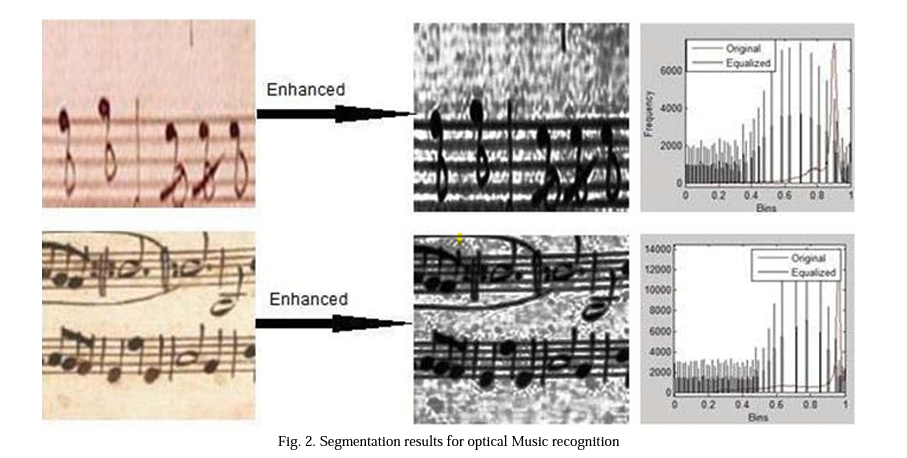 Enhanced
Original
Equalized
Frequency
6000
4000
2000
0
0 0.2 0.4 0.6 0.8 1
Bins
Enhanced
Original
Equalized
14000
12000
10000
8000
6000
4000
2000
0
0 0.2 0.4 0.6 0.8 1
Bins
Fig. 2. Segmentation results for optical Music recognition